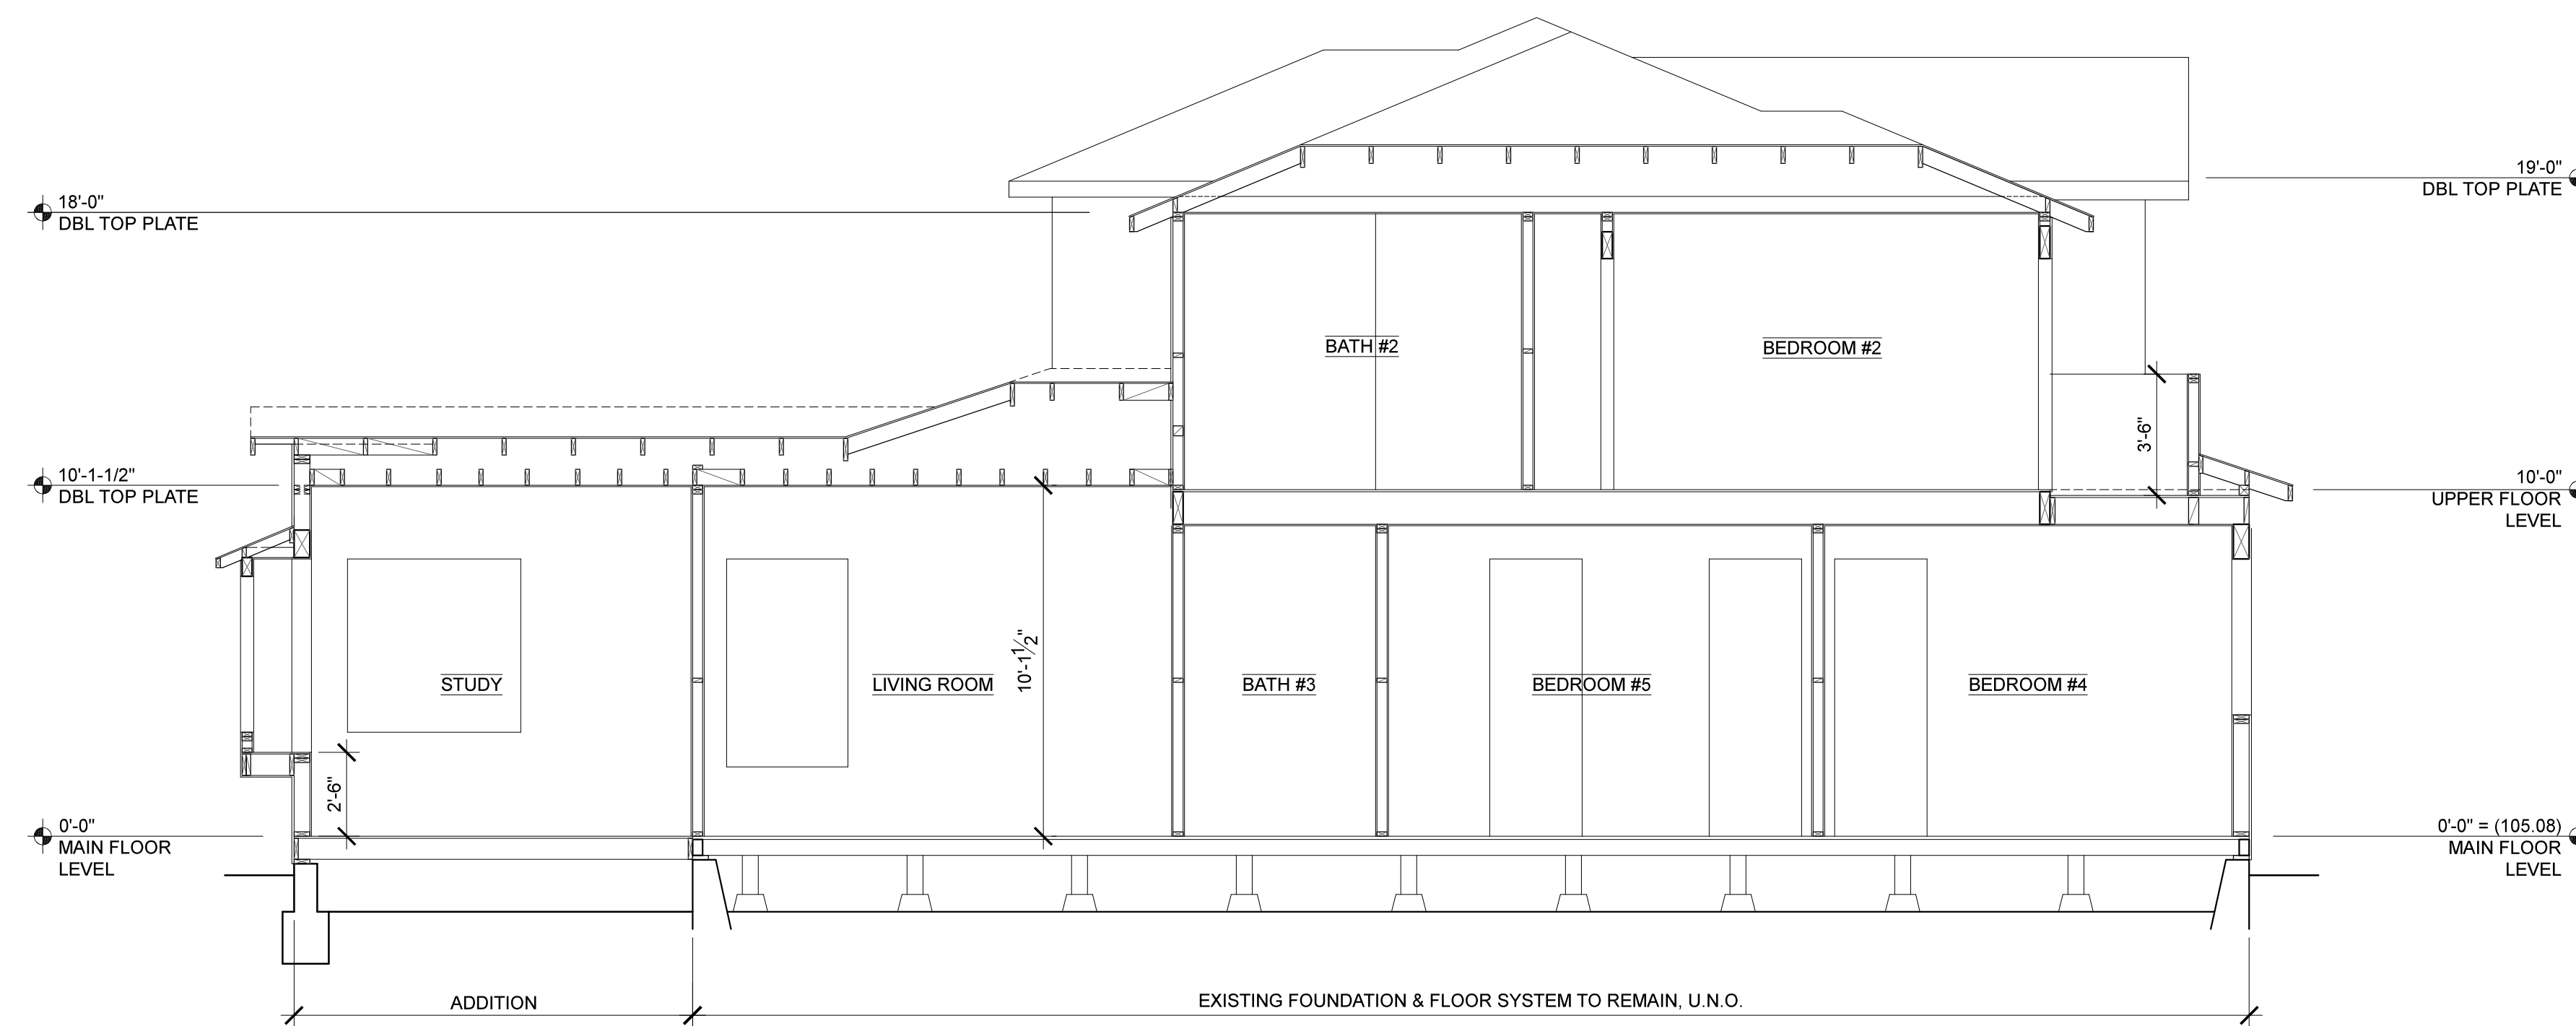 19'-0"
DBL TOP PLATE
18'-0"
DBL TOP PLATE
BATH #2
BEDROOM #2
3'-6"
10'-1-1/2"
DBL TOP PLATE
10'-0"
UPPER FLOOR
LEVEL
STUDY
LIVING ROOM
10'-1½"
BATH #3
BEDROOM #5
BEDROOM #4
2'-6"
0'-0"
MAIN FLOOR
LEVEL
0'-0" = (105.08)
MAIN FLOOR
LEVEL
ADDITION
EXISTING FOUNDATION & FLOOR SYSTEM TO REMAIN, U.N.O.